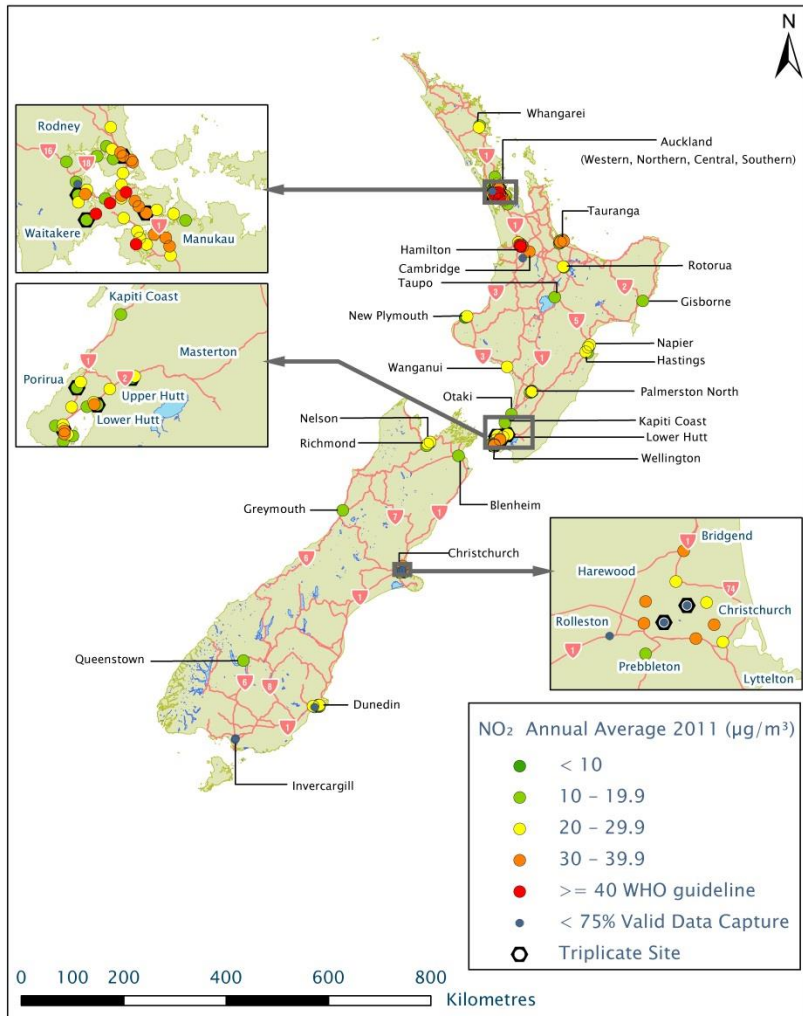 N
Whangarei
Auckland
(Western, Northern, Central, Southern)
1
Rodney
16
18
1
Waitakere
Manukau
Tauranga
Hamilton
1
Cambridge
Rotorua
Taupo
2
3
Gisborne
New Plymouth
5
Napier
Hastings
Wanganui
3
1
Palmerston North
Otaki
Kapiti Coast
Lower Hutt
Wellington
Kapiti Coast
1
Masterton
2
Porirua
Upper Hutt
Lower Hutt
Nelson
Richmond
Blenheim
Greymouth
7
1
Christchurch
6
1
1
Bridgend
Harewood
74
Christchurch
Rolleston
1
Prebbleton
Lyttelton
Queenstown
6
8
Dunedin
1
Invercargill
NO₂ Annual Average 2011 (µg/m³)
< 10
10 – 19.9
20 – 29.9
30 – 39.9
>= 40 WHO guideline
< 75% Valid Data Capture
Triplicate Site
0 100 200 400 600 800
Kilometres